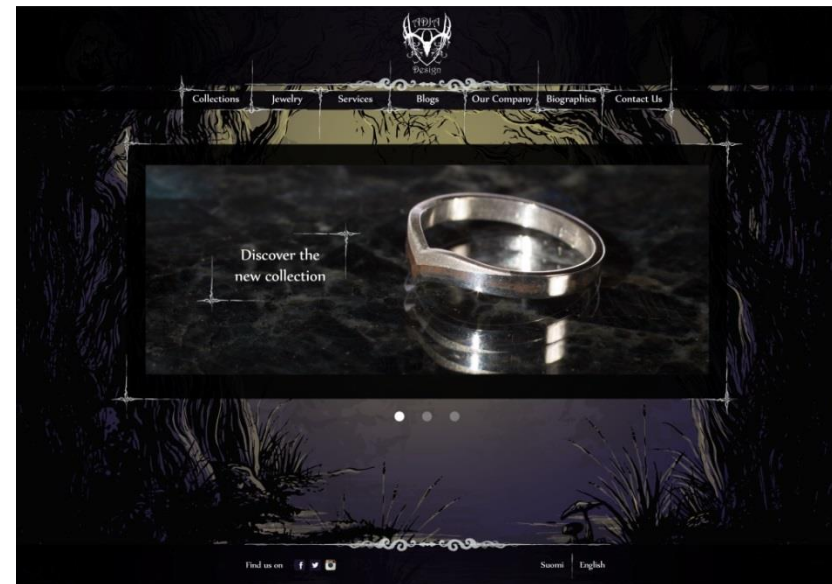 ADIA
Design
Collections Jewelry Services Blogs Our Company Biographies Contact Us
Discover the
new collection
Find us on
Suomi English